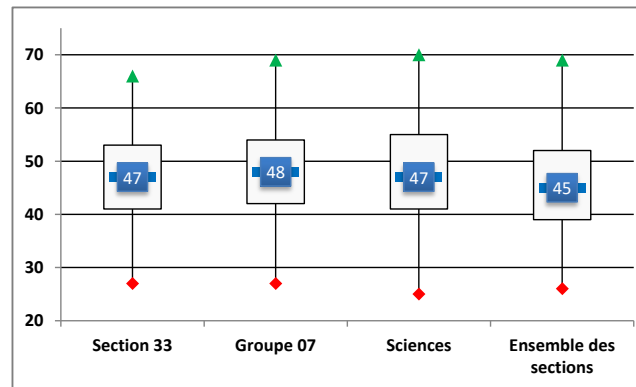 70
60
50
40
30
20
47
48
47
45
Section 33
Groupe 07
Sciences
Ensemble des
sections